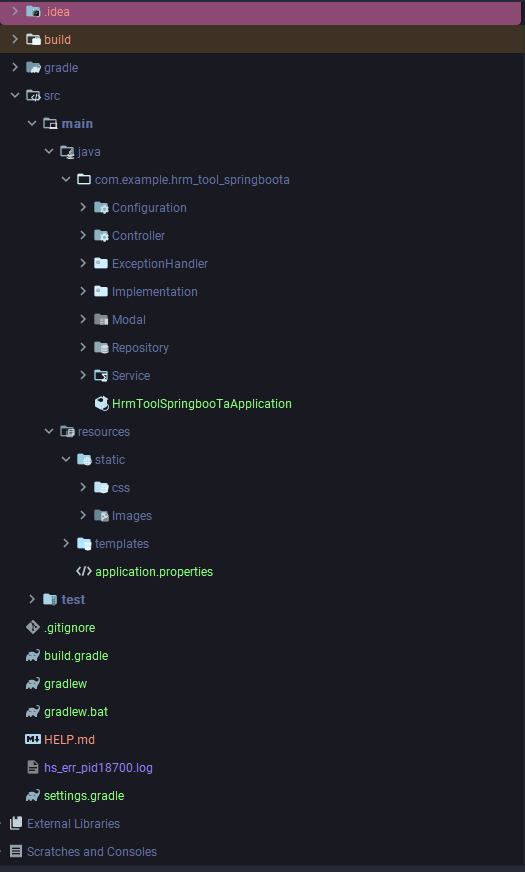 .idea
build
gradle
src
main
java
com.example.hrm_tool_springboota
Configuration
Controller
ExceptionHandler
Implementation
Modal
Repository
Service
HrmToolSpringbooTaApplication
resources
static
css
Images
templates
application.properties
test
.gitignore
build.gradle
gradlew
gradlew.bat
HELP.md
hs_err_pid18700.log
settings.gradle
External Libraries
Scratches and Consoles